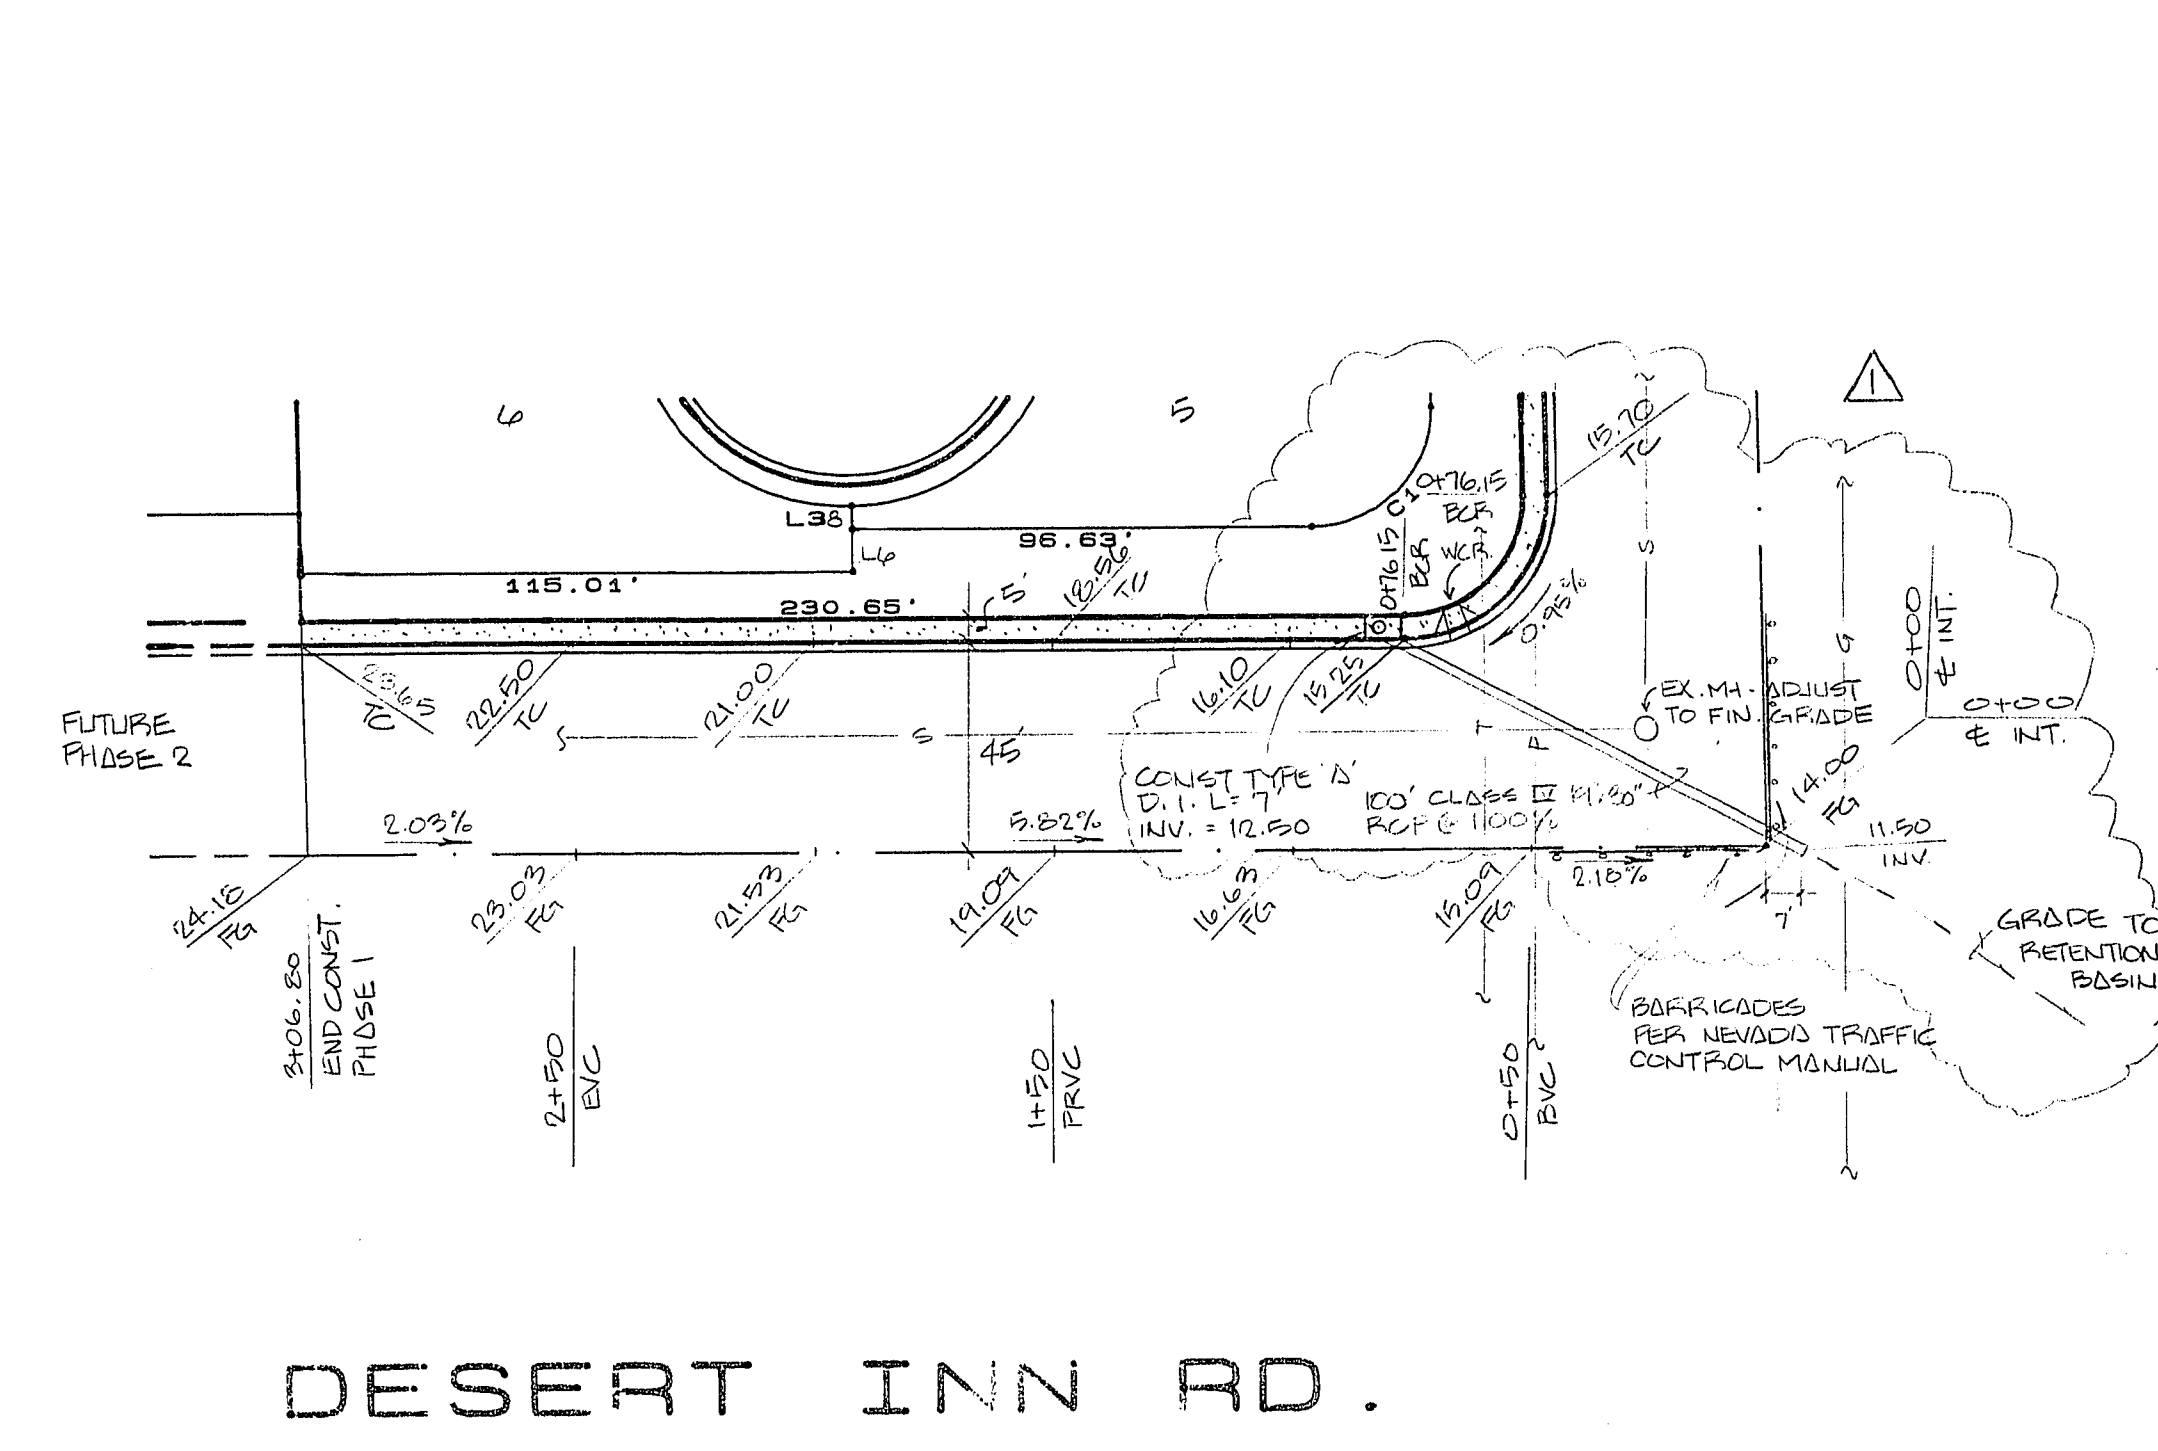 1
6
5
15.70
TC
0+76.15
BCR
C1
L38
L6
96.63'
18.56
TC
0+76.15
BCR
W.C.R.
115.01'
230.65'
5'
0.95%
S
G
0+00
℄ INT.
0+00
℄ INT.
23.65
TC
22.50
TC
21.00
TC
16.10
TC
15.25
TC
EX. MH - ADJUST
TO FIN. GRADE
FUTURE
PHASE 2
S
45'
T
F
CONST TYPE 'A'
D.I. L= 7'
INV. = 12.50
100' CLASS IV
RCP @ 1.00%
14.00
FG
11.50
INV.
2.03%
5.82%
2.18%
7'
24.18
FG
23.03
FG
21.53
FG
19.09
FG
16.63
FG
15.09
FG
GRADE TO
RETENTION
BASIN
3+06.80
END CONST.
PHASE 1
2+50
EVC
1+50
PRVC
0+50
BVC
BARRICADES
PER NEVADA TRAFFIC
CONTROL MANUAL
DESERT INN RD.